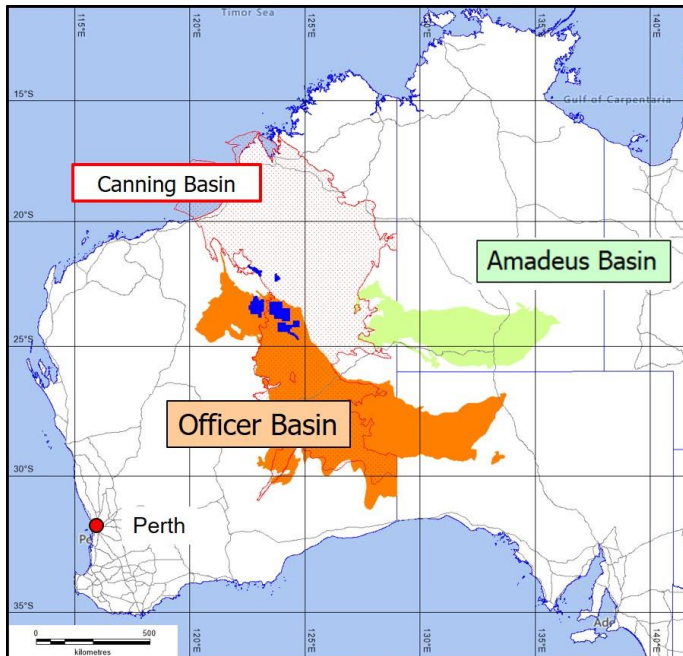 Timor Sea
115°E
120°E
125°E
130°E
135°E
140°E
15°S
Gulf of Carpentaria
Canning Basin
20°S
Amadeus Basin
25°S
Officer Basin
30°S
Perth
Pe
35°S
Ade
0
500
kilometres
120°E
125°E
130°E
135°E
140°E